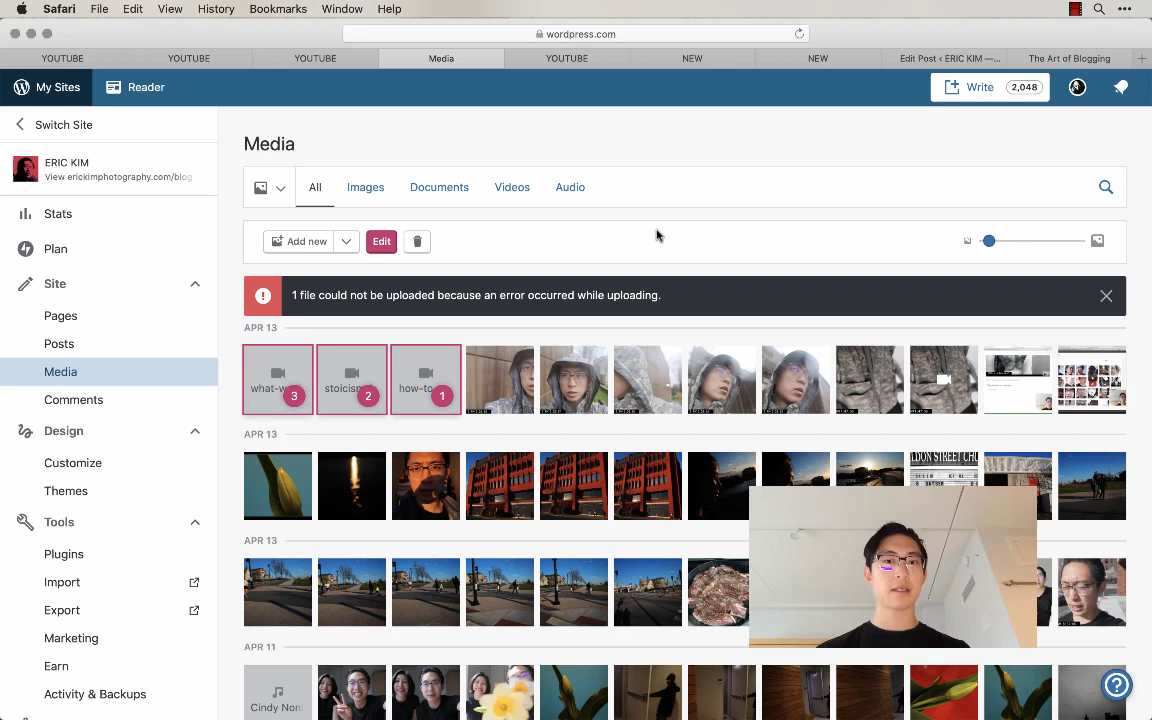 Safari File Edit View History Bookmarks Window Help
wordpress.com
YOUTUBE YOUTUBE YOUTUBE Media YOUTUBE NEW NEW Edit Post ‹ ERIC KIM —... The Art of Blogging
My Sites Reader Write 2,048
Switch Site
ERIC KIM
View erickimphotography.com/blog
Stats
Plan
Site
Pages
Posts
Media
Comments
Design
Customize
Themes
Tools
Plugins
Import
Export
Marketing
Earn
Activity & Backups
Media
All Images Documents Videos Audio
Add new Edit
1 file could not be uploaded because an error occurred while uploading.
APR 13
what-w 3 stoicism 2 how-to 1
APR 13
APR 13
APR 11
Cindy Non